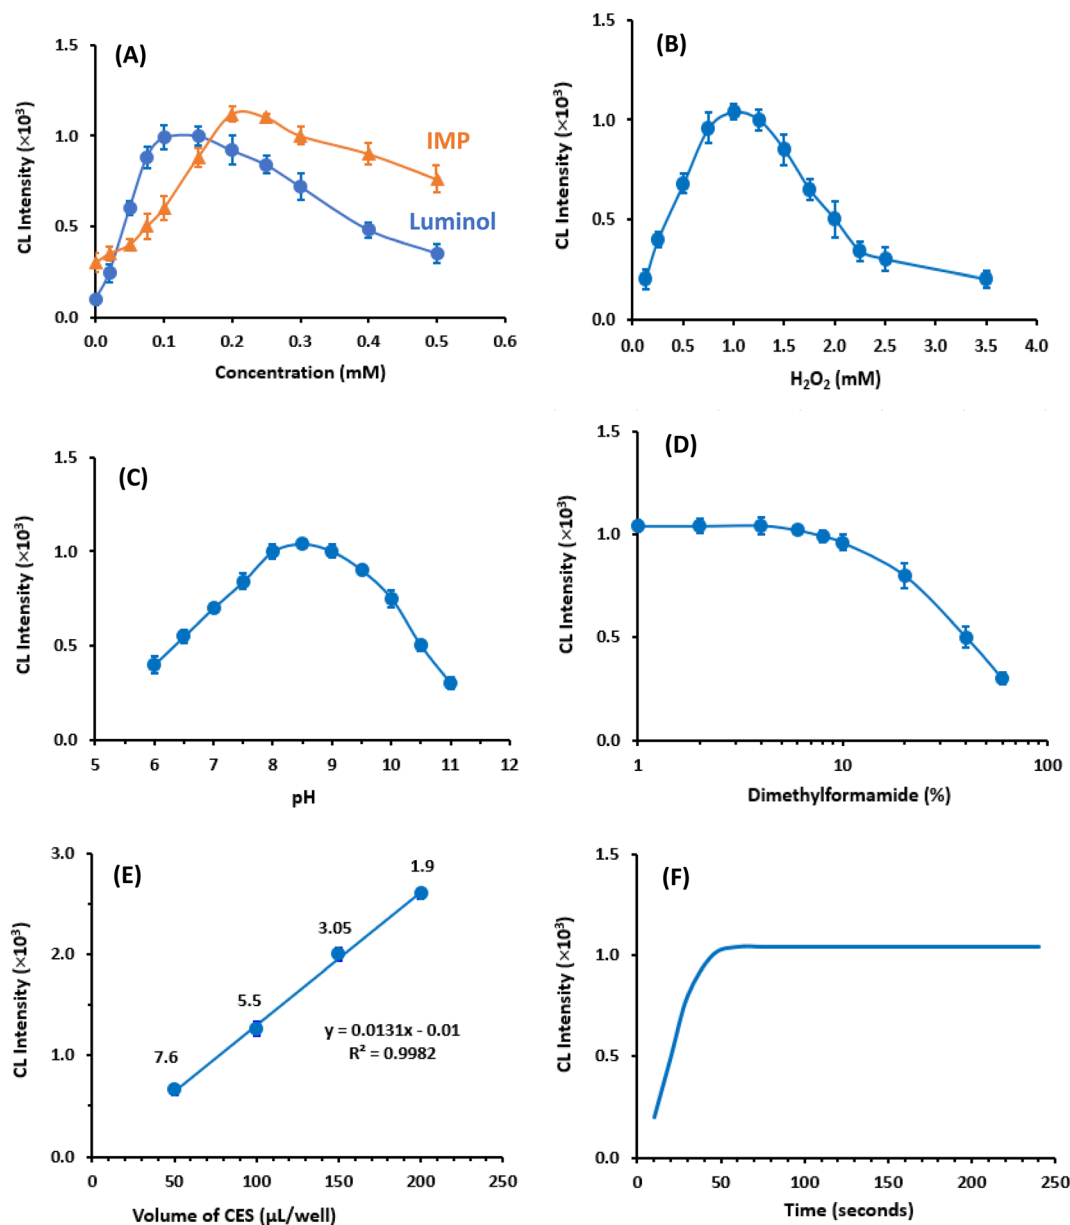 (A)
CL Intensity (×10³)
1.5
1.0
0.5
0.0
IMP
Luminol
0.0 0.1 0.2 0.3 0.4 0.5 0.6
Concentration (mM)
(B)
CL Intensity (×10³)
1.5
1.0
0.5
0.0
0.0 0.5 1.0 1.5 2.0 2.5 3.0 3.5 4.0
H₂O₂ (mM)
(C)
CL Intensity (×10³)
1.5
1.0
0.5
0.0
5 6 7 8 9 10 11 12
pH
(D)
CL Intensity (×10³)
1.5
1.0
0.5
0.0
1 10 100
Dimethylformamide (%)
(E)
CL Intensity (×10³)
3.0
2.0
1.0
0.0
1.9
3.05
5.5
7.6
y = 0.0131x - 0.01
R² = 0.9982
0 50 100 150 200 250
Volume of CES (µL/well)
(F)
CL Intensity (×10³)
1.5
1.0
0.5
0.0
0 50 100 150 200 250
Time (seconds)